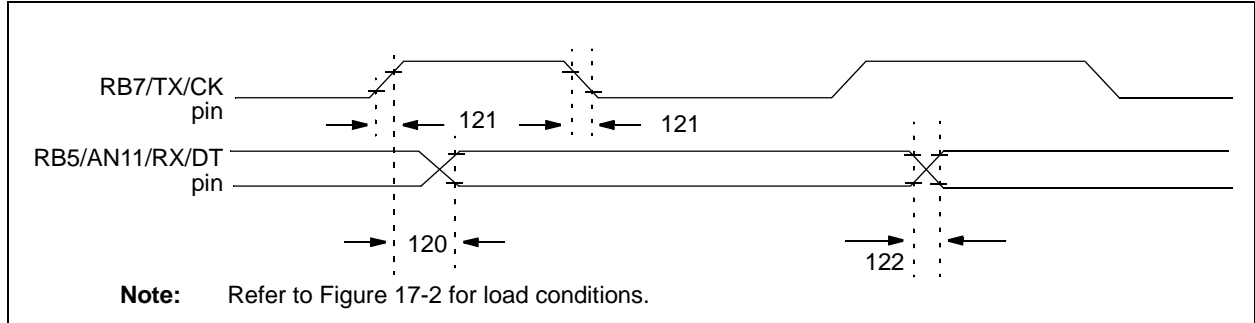 RB7/TX/CK
pin
121
121
RB5/AN11/RX/DT
pin
120
122
Note: Refer to Figure 17-2 for load conditions.